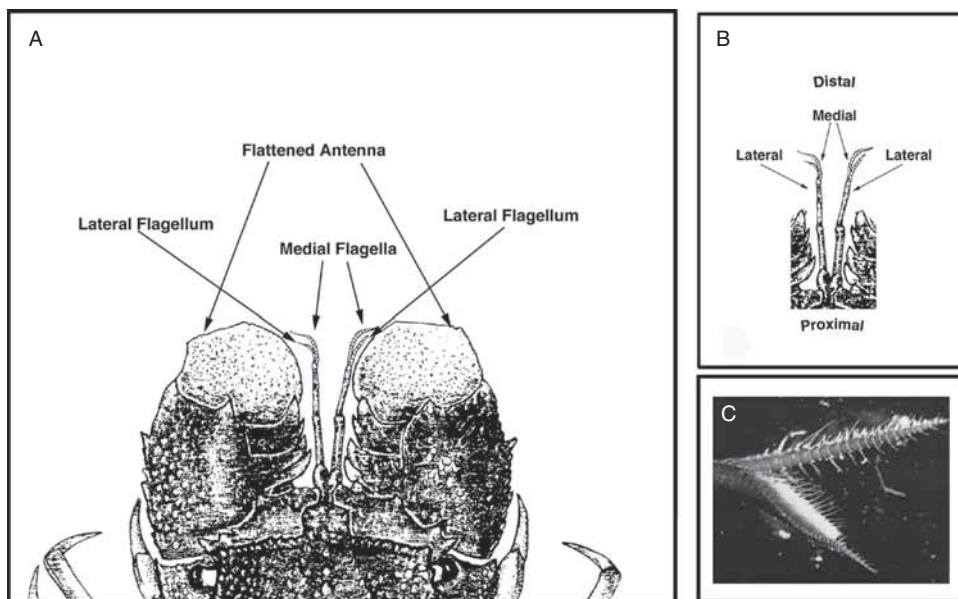 A
Flattened Antenna
Lateral Flagellum
Lateral Flagellum
Medial Flagella
B
Distal
Medial
Lateral
Lateral
Proximal
C